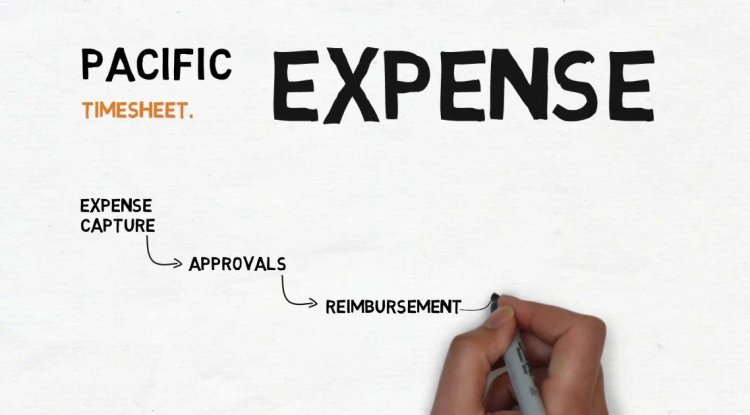 PACIFIC
TIMESHEET.
EXPENSE
EXPENSE
CAPTURE
APPROVALS
REIMBURSEMENT